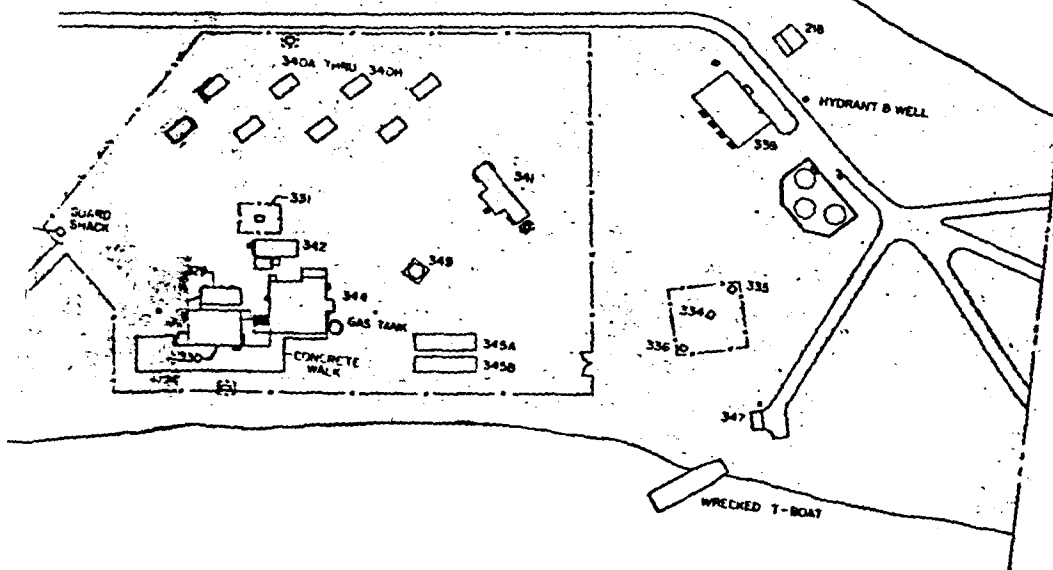 218
340A THRU 340H
HYDRANT & WELL
339
341
331
GUARD
SHACK
342
349
344
335
334
GAS TANK
336
345A
330
CONCRETE
WALK
345B
347
WRECKED T-BOAT